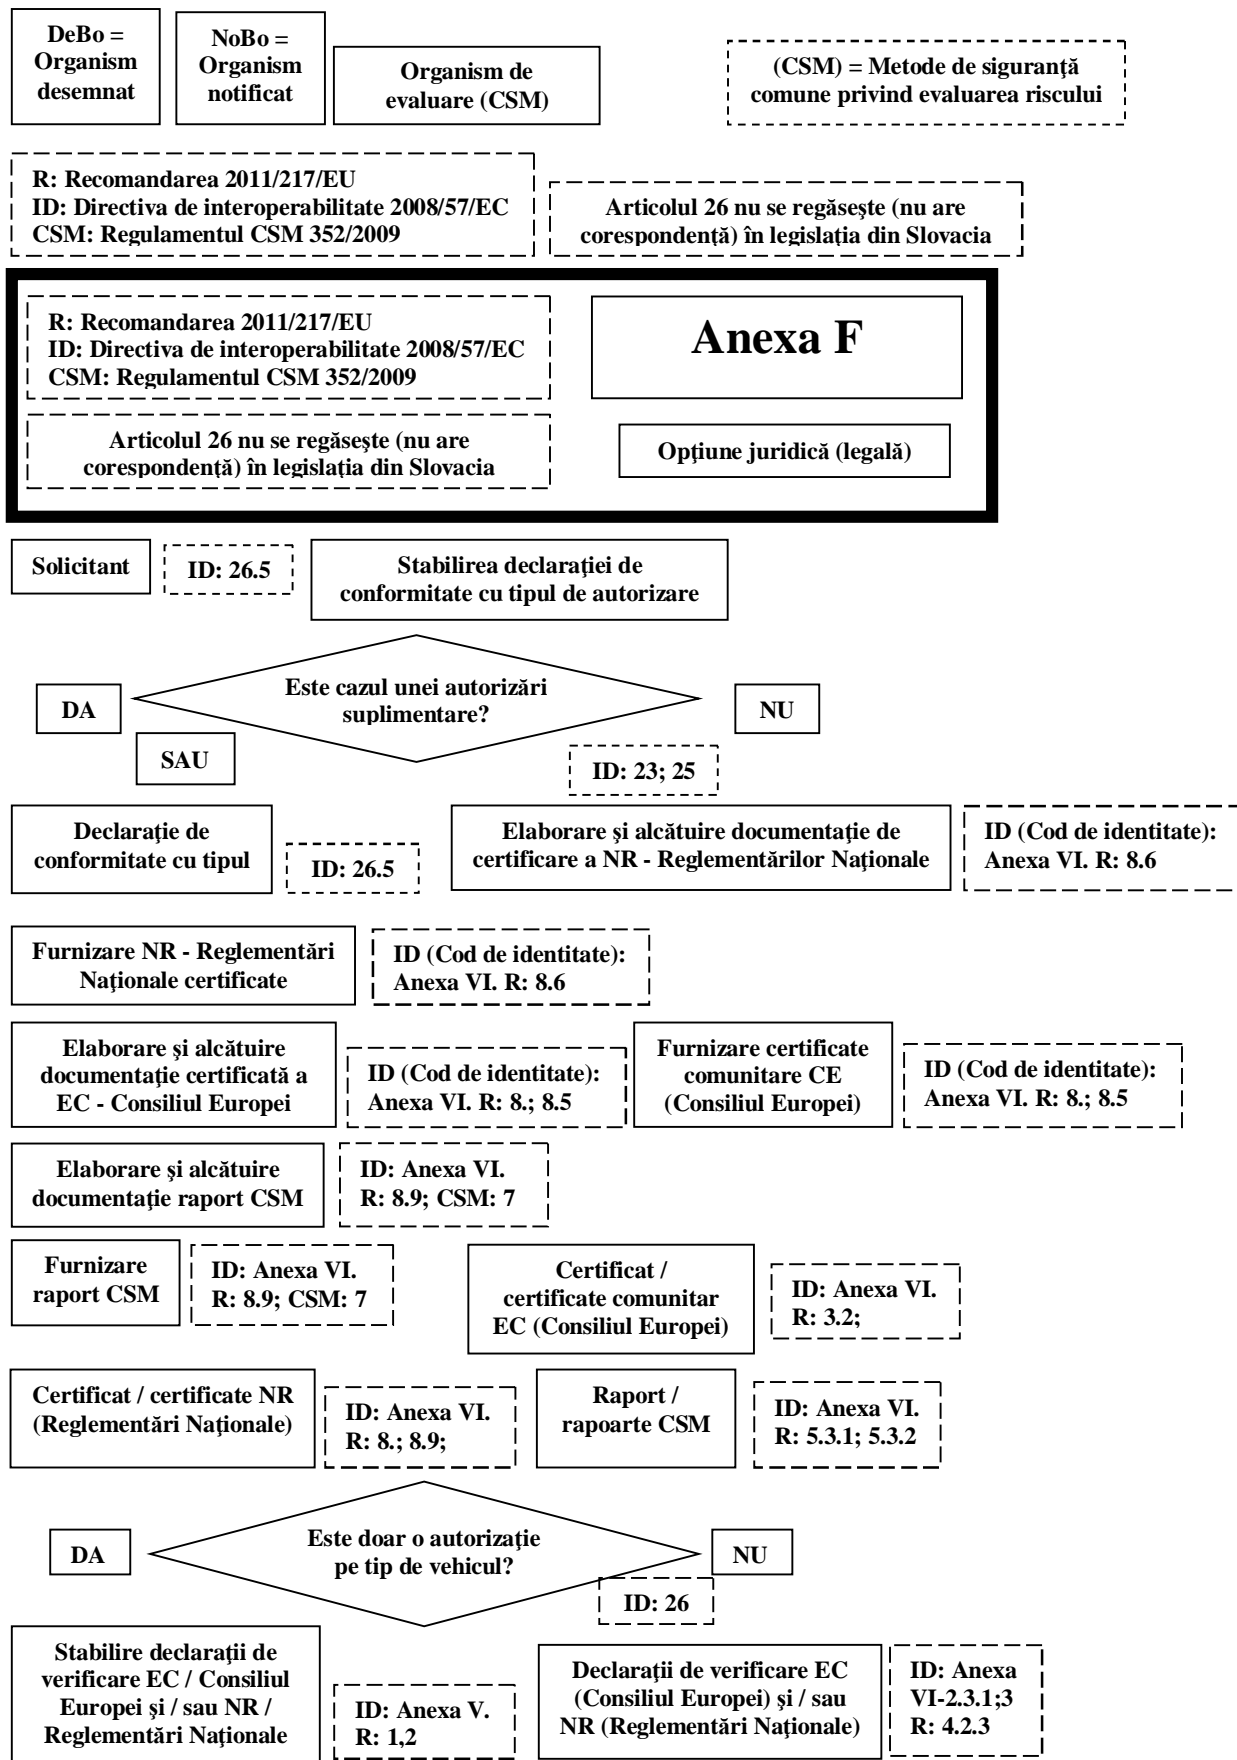 DeBo =
Organism
desemnat
NoBo =
Organism
notificat
Organism de
evaluare (CSM)
(CSM) = Metode de siguranţă
comune privind evaluarea riscului
R: Recomandarea 2011/217/EU
ID: Directiva de interoperabilitate 2008/57/EC
CSM: Regulamentul CSM 352/2009
Articolul 26 nu se regăseşte (nu are
corespondenţă) în legislaţia din Slovacia
R: Recomandarea 2011/217/EU
ID: Directiva de interoperabilitate 2008/57/EC
CSM: Regulamentul CSM 352/2009
Anexa F
Articolul 26 nu se regăseşte (nu are
corespondenţă) în legislaţia din Slovacia
Opţiune juridică (legală)
Solicitant
ID: 26.5
Stabilirea declaraţiei de
conformitate cu tipul de autorizare
Este cazul unei autorizări
suplimentare?
DA
NU
SAU
ID: 23; 25
Declaraţie de
conformitate cu tipul
ID: 26.5
Elaborare şi alcătuire documentaţie de
certificare a NR - Reglementărilor Naţionale
ID (Cod de identitate):
Anexa VI. R: 8.6
Furnizare NR - Reglementări
Naţionale certificate
ID (Cod de identitate):
Anexa VI. R: 8.6
Elaborare şi alcătuire
documentaţie certificată a
EC - Consiliul Europei
ID (Cod de identitate):
Anexa VI. R: 8.; 8.5
Furnizare certificate
comunitare CE
(Consiliul Europei)
ID (Cod de identitate):
Anexa VI. R: 8.; 8.5
Elaborare şi alcătuire
documentaţie raport CSM
ID: Anexa VI.
R: 8.9; CSM: 7
Furnizare
raport CSM
ID: Anexa VI.
R: 8.9; CSM: 7
Certificat /
certificate comunitar
EC (Consiliul Europei)
ID: Anexa VI.
R: 3.2;
Certificat / certificate NR
(Reglementări Naţionale)
ID: Anexa VI.
R: 8.; 8.9;
Raport /
rapoarte CSM
ID: Anexa VI.
R: 5.3.1; 5.3.2
Este doar o autorizaţie
pe tip de vehicul?
DA
NU
ID: 26
Stabilire declaraţii de
verificare EC / Consiliul
Europei şi / sau NR /
Reglementări Naţionale
ID: Anexa V.
R: 1,2
Declaraţii de verificare EC
(Consiliul Europei) şi / sau
NR (Reglementări Naţionale)
ID: Anexa
VI-2.3.1;3
R: 4.2.3